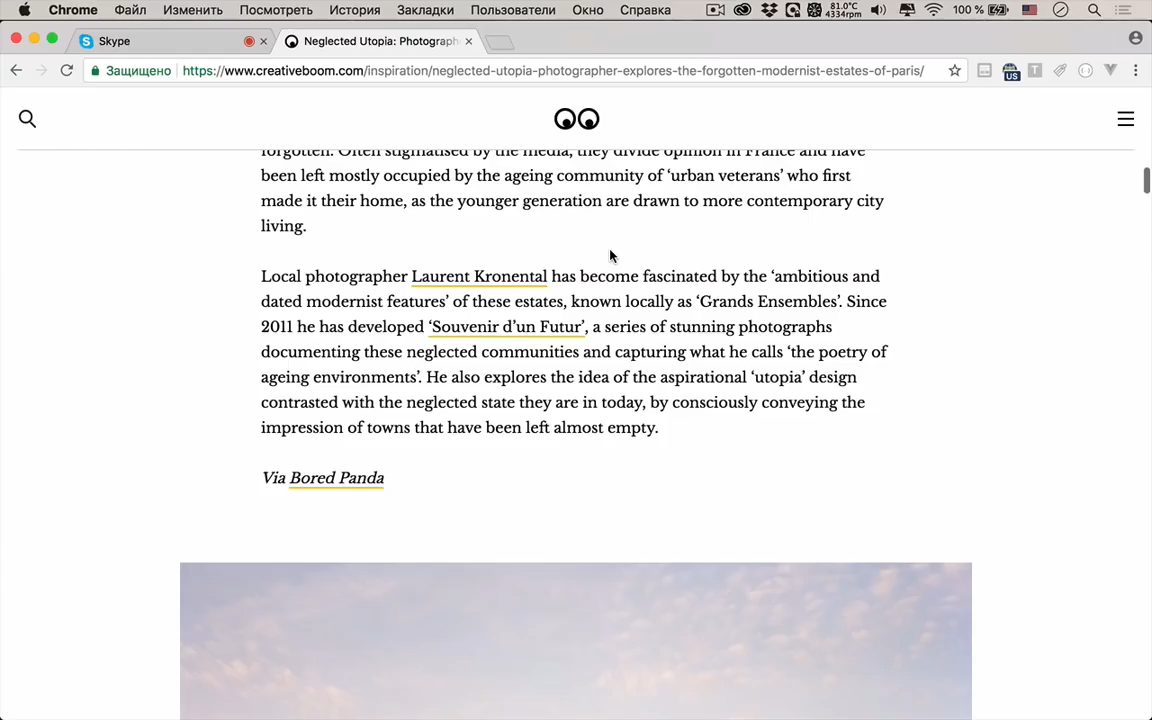 Chrome Файл Изменить Посмотреть История Закладки Пользователи Окно Справка 81.0°C 4334rpm 100 %
Skype Neglected Utopia: Photograph
Защищено https://www.creativeboom.com/inspiration/neglected-utopia-photographer-explores-the-forgotten-modernist-estates-of-paris/ US T
forgotten. Often stigmatised by the media, they divide opinion in France and have
been left mostly occupied by the ageing community of ‘urban veterans’ who first
made it their home, as the younger generation are drawn to more contemporary city
living.
Local photographer Laurent Kronental has become fascinated by the ‘ambitious and
dated modernist features’ of these estates, known locally as ‘Grands Ensembles’. Since
2011 he has developed ‘Souvenir d’un Futur’, a series of stunning photographs
documenting these neglected communities and capturing what he calls ‘the poetry of
ageing environments’. He also explores the idea of the aspirational ‘utopia’ design
contrasted with the neglected state they are in today, by consciously conveying the
impression of towns that have been left almost empty.
Via Bored Panda